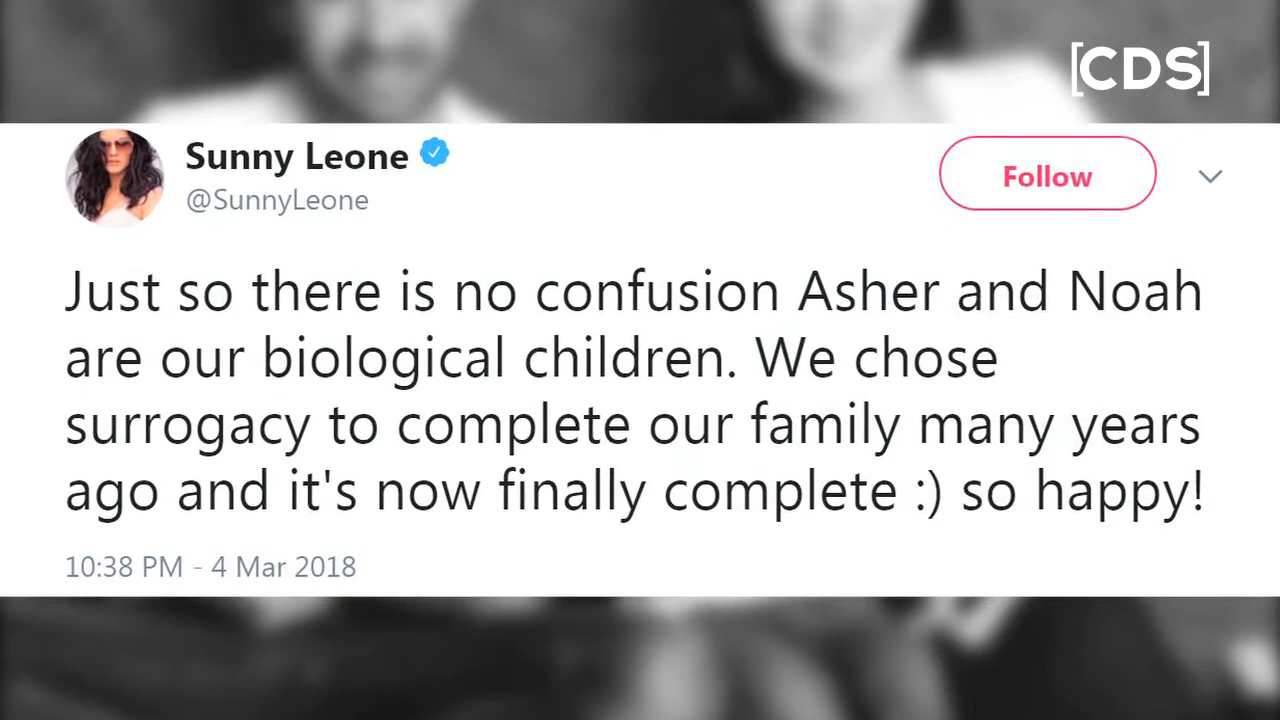 [CDS]
Sunny Leone
@SunnyLeone
Follow
Just so there is no confusion Asher and Noah
are our biological children. We chose
surrogacy to complete our family many years
ago and it's now finally complete :) so happy!
10:38 PM - 4 Mar 2018